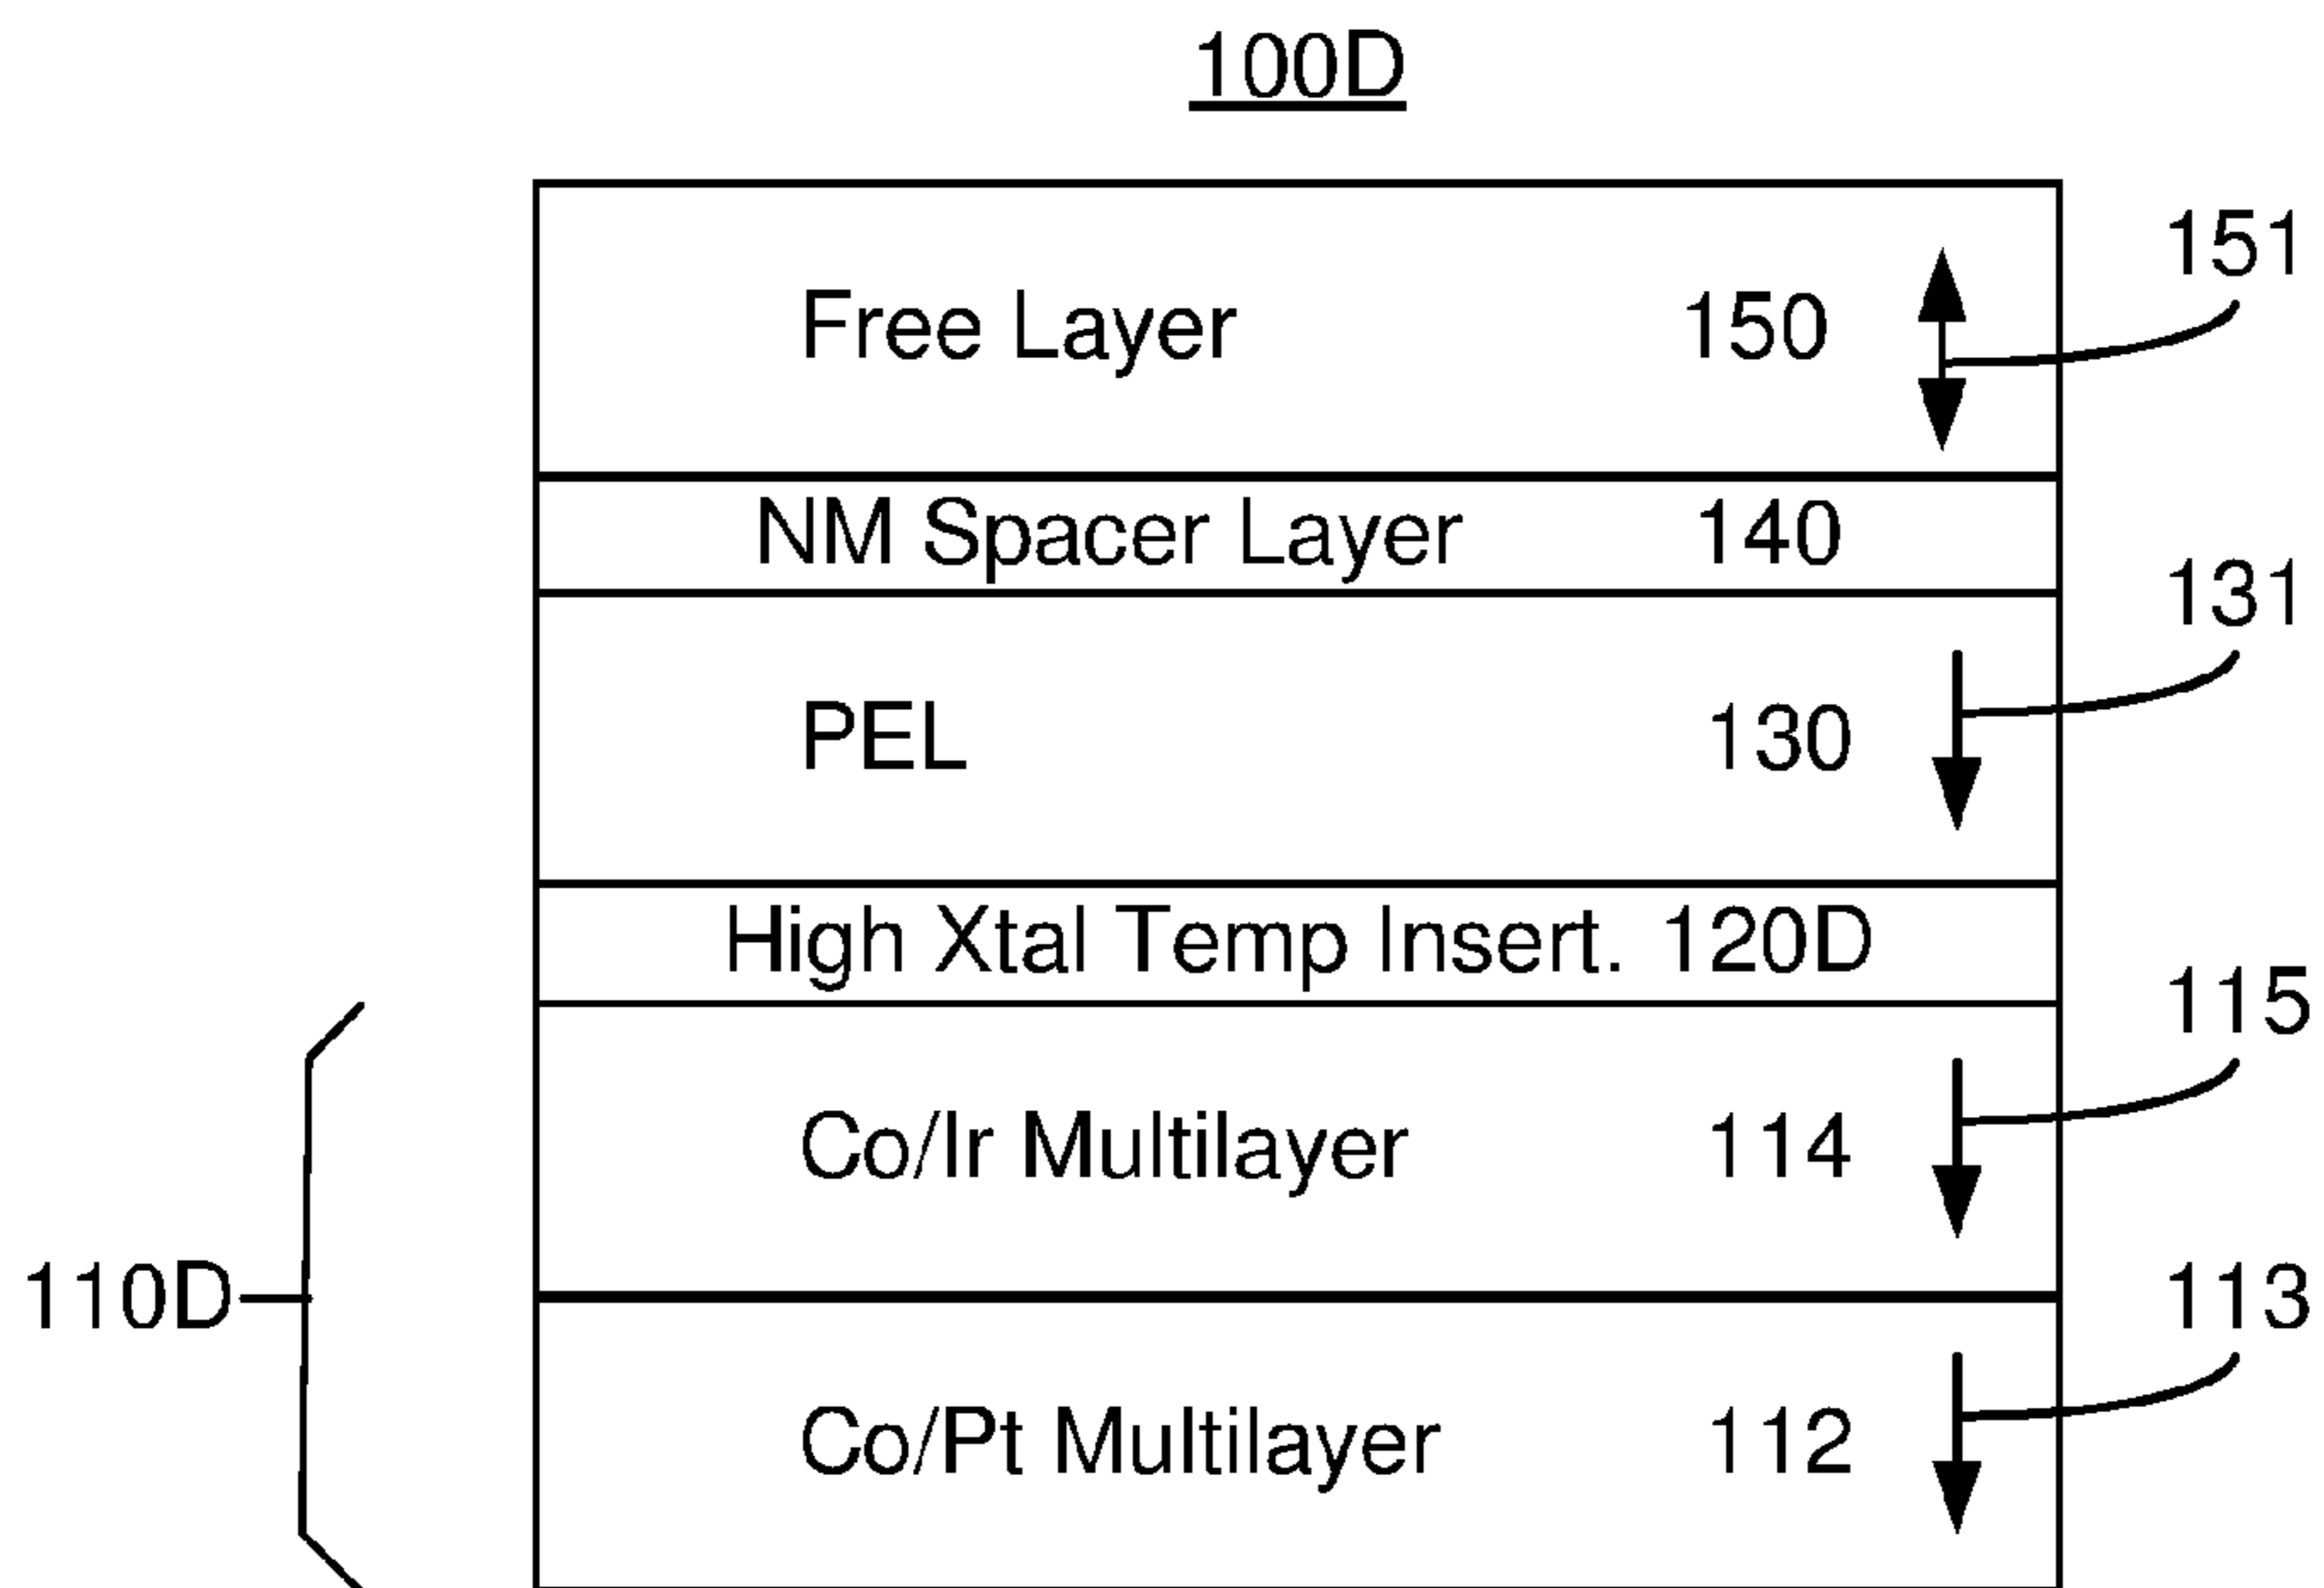 100D
Free Layer 150
151
NM Spacer Layer 140
131
PEL 130
High Xtal Temp Insert. 120D
115
Co/Ir Multilayer 114
110D
113
Co/Pt Multilayer 112